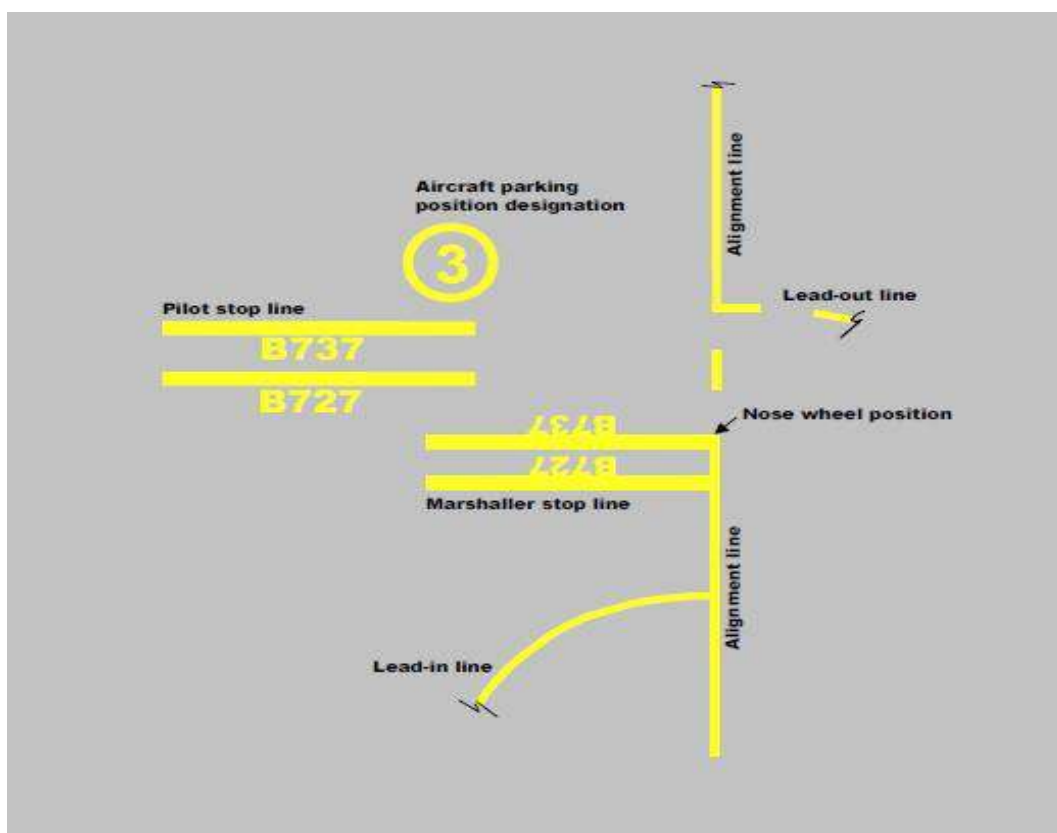 Alignment line
Aircraft parking
position designation
3
Lead-out line
Pilot stop line
B737
B727
Nose wheel position
B737
B727
Marshaller stop line
Alignment line
Lead-in line